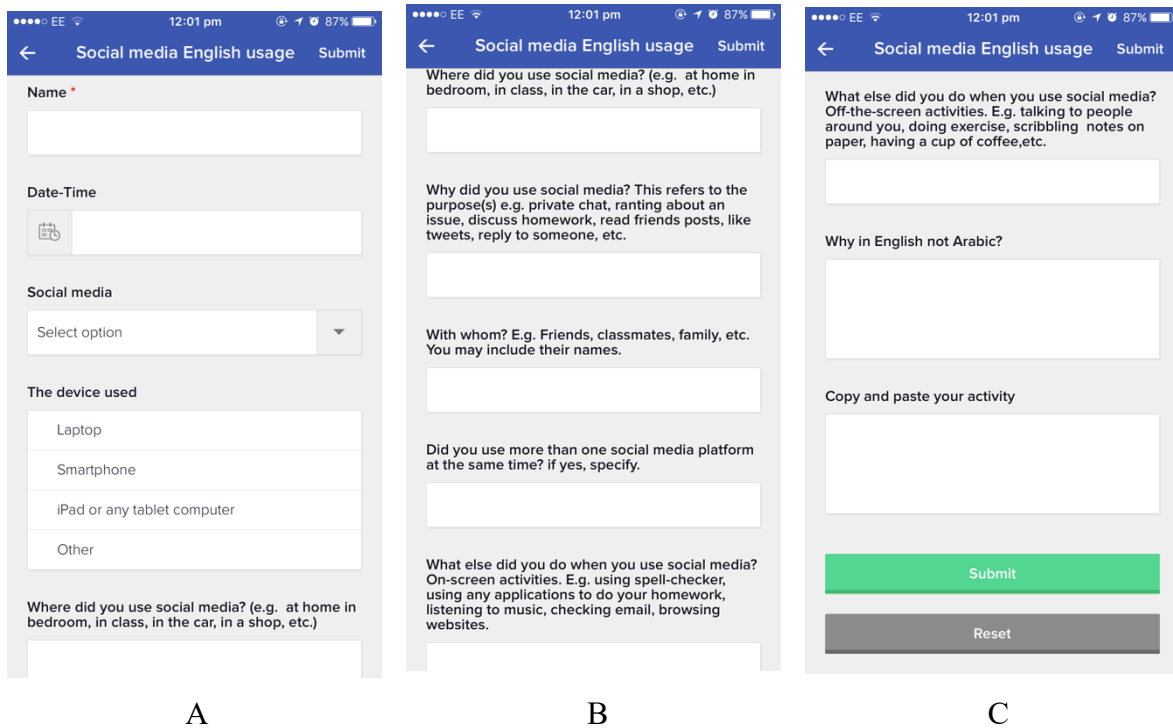 EE 12:01 pm 87%
Social media English usage Submit
Name *
Date-Time
Social media
Select option
The device used
Laptop
Smartphone
iPad or any tablet computer
Other
Where did you use social media? (e.g. at home in
bedroom, in class, in the car, in a shop, etc.)
A
EE 12:01 pm 87%
Social media English usage Submit
Where did you use social media? (e.g. at home in
bedroom, in class, in the car, in a shop, etc.)
Why did you use social media? This refers to the
purpose(s) e.g. private chat, ranting about an
issue, discuss homework, read friends posts, like
tweets, reply to someone, etc.
With whom? E.g. Friends, classmates, family, etc.
You may include their names.
Did you use more than one social media platform
at the same time? if yes, specify.
What else did you do when you use social media?
On-screen activities. E.g. using spell-checker,
using any applications to do your homework,
listening to music, checking email, browsing
websites.
B
EE 12:01 pm 87%
Social media English usage Submit
What else did you do when you use social media?
Off-the-screen activities. E.g. talking to people
around you, doing exercise, scribbling notes on
paper, having a cup of coffee,etc.
Why in English not Arabic?
Copy and paste your activity
Submit
Reset
C